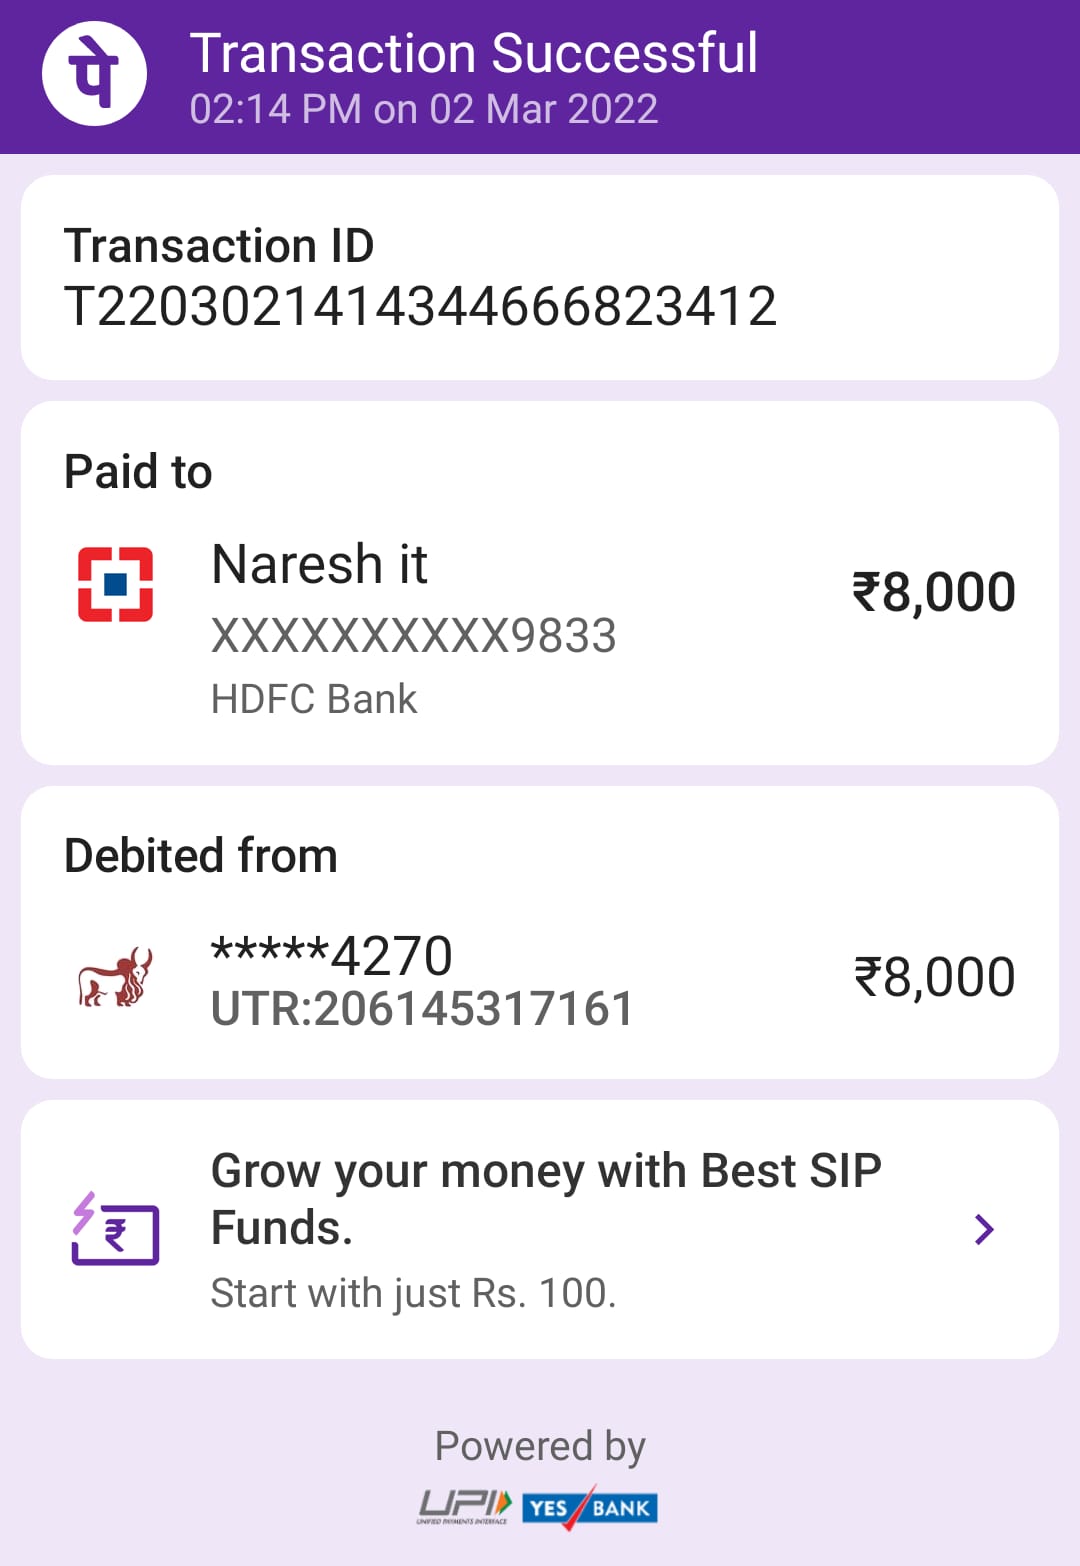 पे
Transaction Successful
02:14 PM on 02 Mar 2022
Transaction ID
T2203021414344666823412
Paid to
Naresh it
₹8,000
XXXXXXXXXX9833
HDFC Bank
Debited from
*****4270
₹8,000
UTR:206145317161
Grow your money with Best SIP
Funds.
Start with just Rs. 100.
₹
Powered by
UPI
UNIFIED PAYMENTS INTERFACE
YES BANK